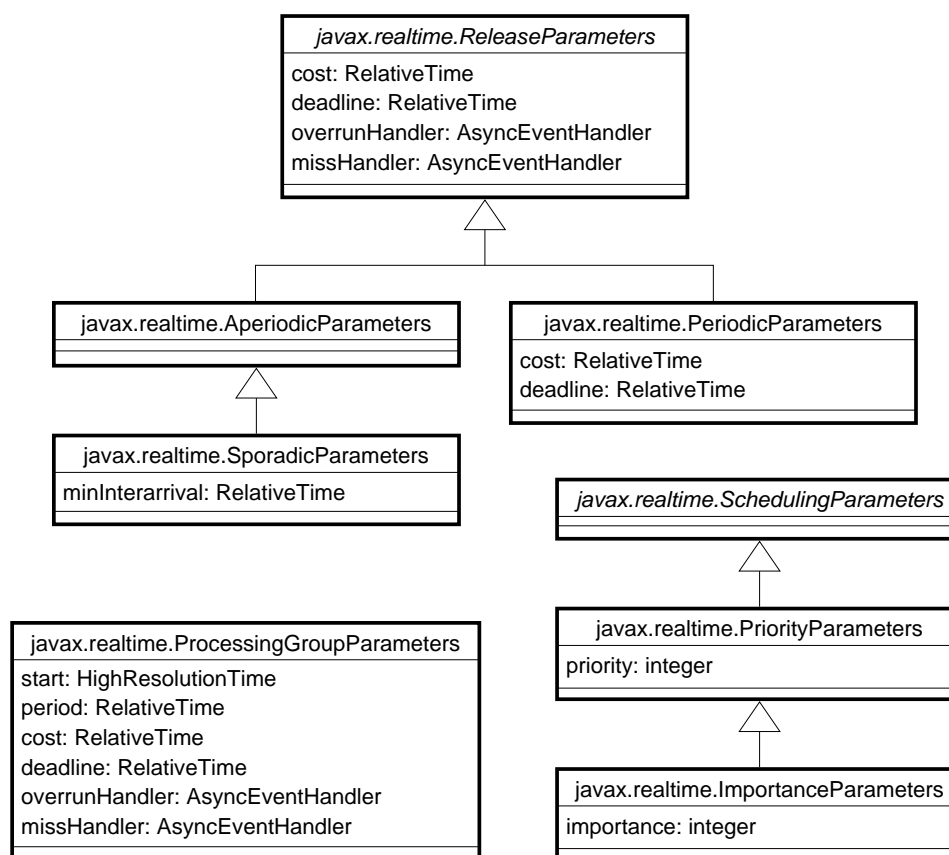 javax.realtime.ReleaseParameters
cost: RelativeTime
deadline: RelativeTime
overrunHandler: AsyncEventHandler
missHandler: AsyncEventHandler
javax.realtime.AperiodicParameters
javax.realtime.PeriodicParameters
cost: RelativeTime
deadline: RelativeTime
javax.realtime.SporadicParameters
minInterarrival: RelativeTime
javax.realtime.SchedulingParameters
javax.realtime.PriorityParameters
priority: integer
javax.realtime.ProcessingGroupParameters
start: HighResolutionTime
period: RelativeTime
cost: RelativeTime
deadline: RelativeTime
overrunHandler: AsyncEventHandler
missHandler: AsyncEventHandler
javax.realtime.ImportanceParameters
importance: integer